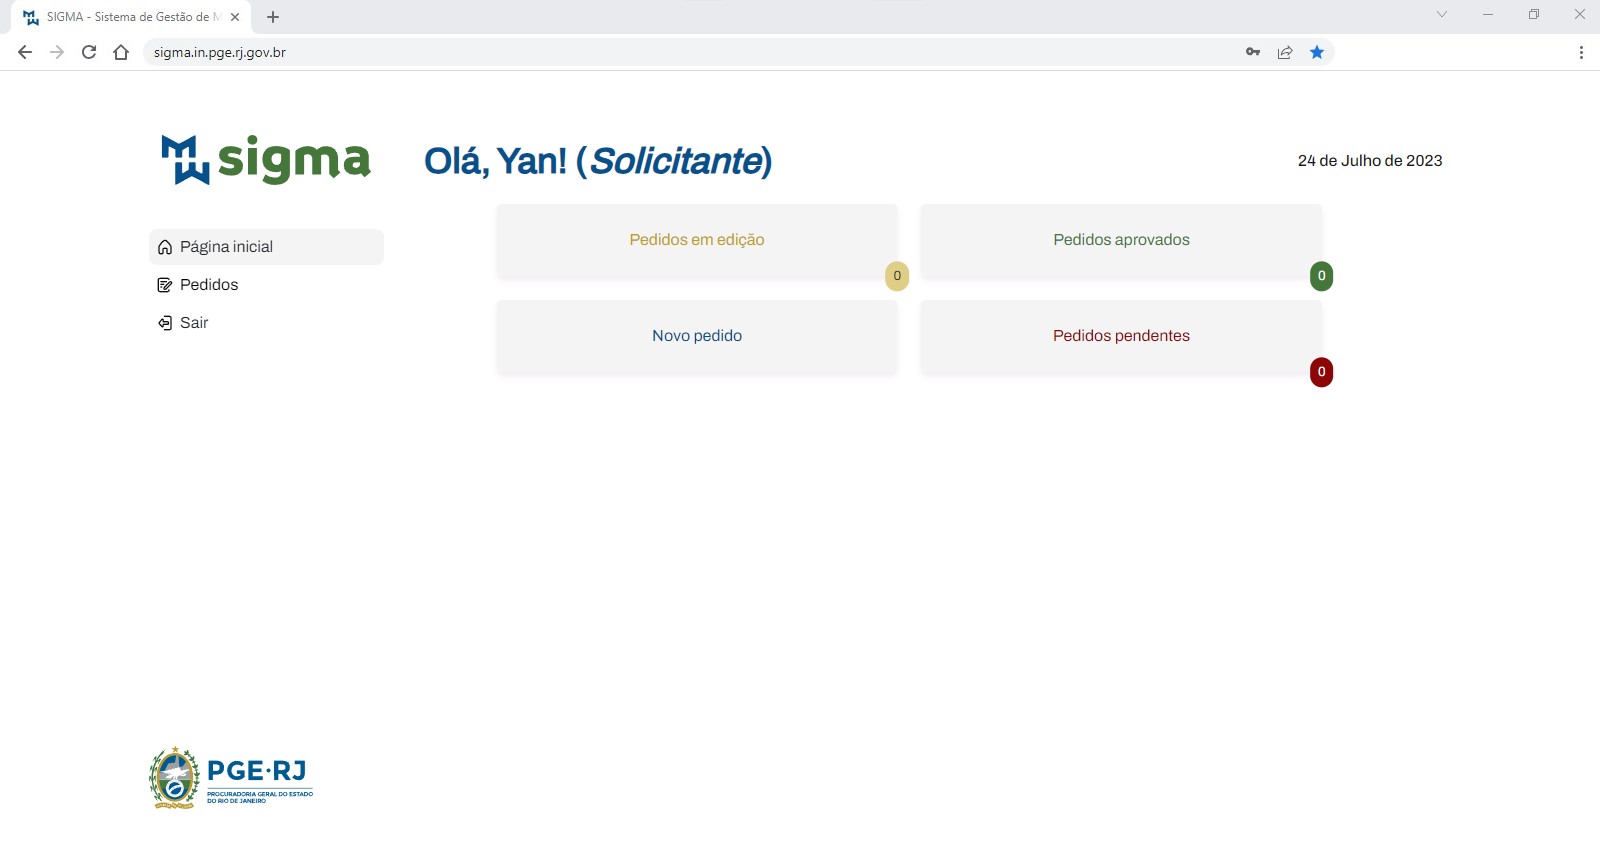 SIGMA - Sistema de Gestão de M
sigma.in.pge.rj.gov.br
sigma
Olá, Yan! (Solicitante)
24 de Julho de 2023
Página inicial
Pedidos
Sair
Pedidos em edição
0
Pedidos aprovados
0
Novo pedido
Pedidos pendentes
0
PGE·RJ
PROCURADORIA GERAL DO ESTADO
DO RIO DE JANEIRO